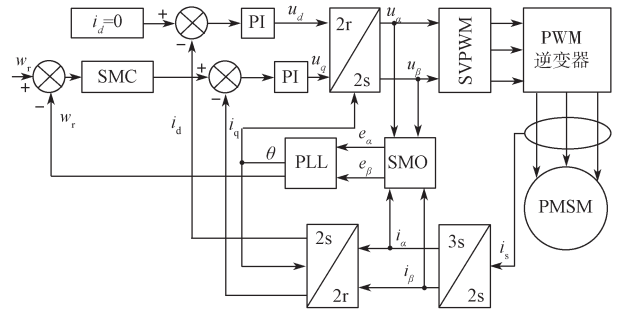 i_d=0
+
−
PI
u_d
2r
2s
u_α
SVPWM
PWM
逆变器
w_r
+
−
SMC
+
−
PI
u_q
u_β
w_r
i_d
i_q
θ
PLL
e_α
e_β
SMO
PMSM
2s
2r
i_α
i_β
3s
2s
i_s